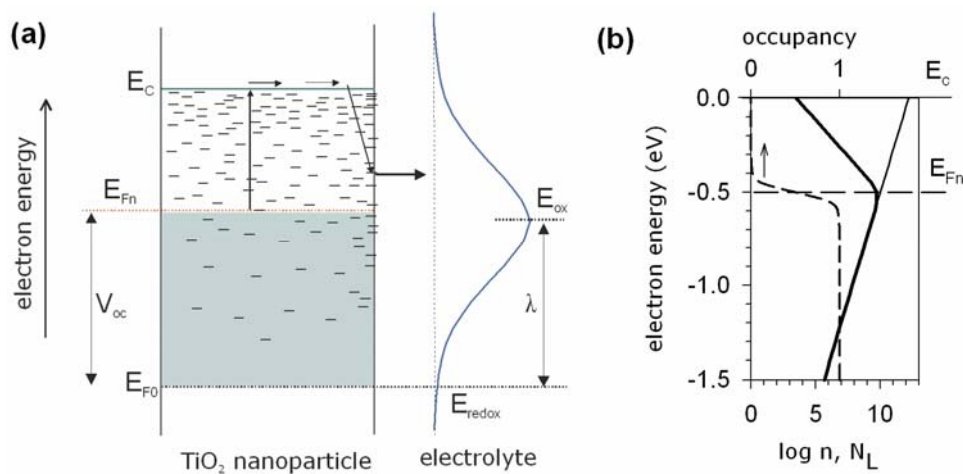 (a)
electron energy
E_C
E_Fn
V_oc
E_F0
E_ox
λ
E_redox
TiO₂ nanoparticle
electrolyte
(b)
occupancy
0 1
E_c
0.0
-0.5
-1.0
-1.5
electron energy (eV)
E_Fn
0 5 10
log n, N_L